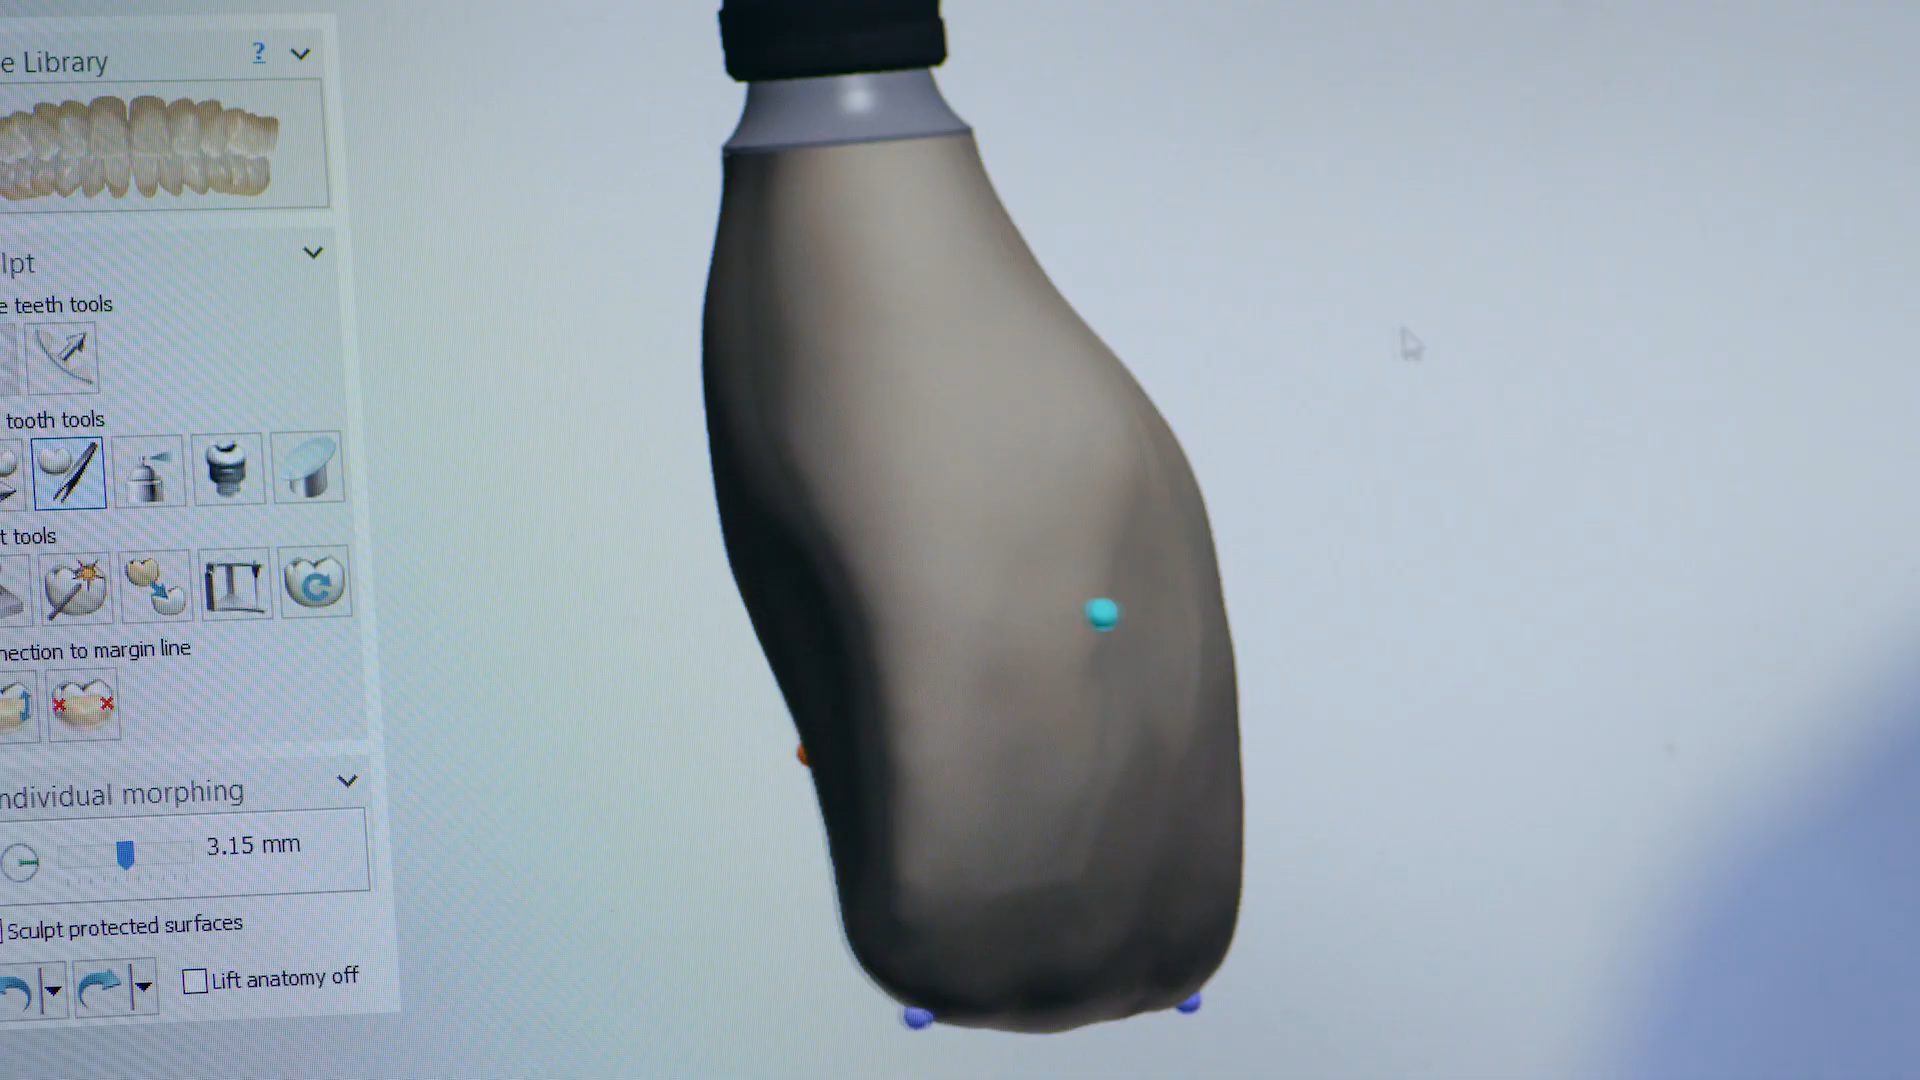 e Library
?
lpt
e teeth tools
tooth tools
t tools
nection to margin line
ndividual morphing
3.15 mm
Sculpt protected surfaces
Lift anatomy off